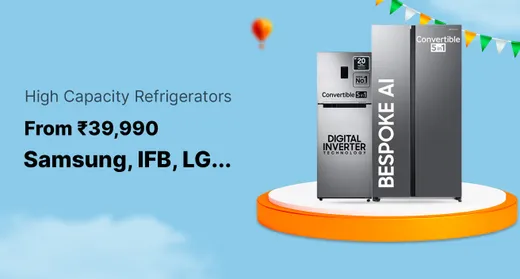 High Capacity Refrigerators
From ₹39,990
Samsung, IFB, LG...
20
No1
Convertible 5in1
DIGITAL
INVERTER
TECHNOLOGY
BESPOKE AI
Convertible
5in1